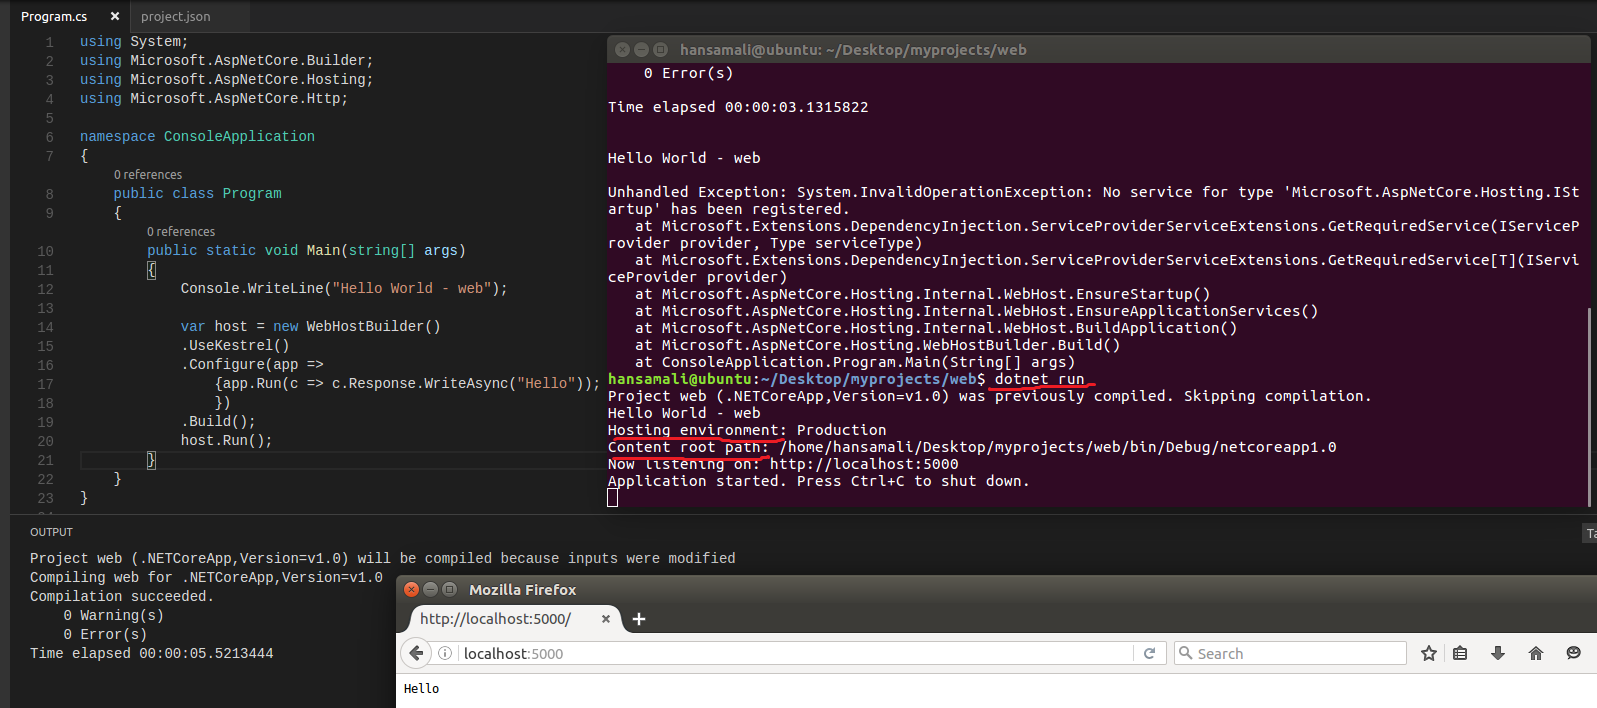 Program.cs × project.json
1 using System;
2 using Microsoft.AspNetCore.Builder;
3 using Microsoft.AspNetCore.Hosting;
4 using Microsoft.AspNetCore.Http;
5
6 namespace ConsoleApplication
7 {
0 references
8 public class Program
9 {
0 references
10 public static void Main(string[] args)
11 {
12 Console.WriteLine("Hello World - web");
13
14 var host = new WebHostBuilder()
15 .UseKestrel()
16 .Configure(app =>
17 {app.Run(c => c.Response.WriteAsync("Hello"));
18 })
19 .Build();
20 host.Run();
21 }
22 }
23 }
hansamali@ubuntu: ~/Desktop/myprojects/web
0 Error(s)
Time elapsed 00:00:03.1315822
Hello World - web
Unhandled Exception: System.InvalidOperationException: No service for type 'Microsoft.AspNetCore.Hosting.ISt
artup' has been registered.
at Microsoft.Extensions.DependencyInjection.ServiceProviderServiceExtensions.GetRequiredService(IServiceP
rovider provider, Type serviceType)
at Microsoft.Extensions.DependencyInjection.ServiceProviderServiceExtensions.GetRequiredService[T](IServi
ceProvider provider)
at Microsoft.AspNetCore.Hosting.Internal.WebHost.EnsureStartup()
at Microsoft.AspNetCore.Hosting.Internal.WebHost.EnsureApplicationServices()
at Microsoft.AspNetCore.Hosting.Internal.WebHost.BuildApplication()
at Microsoft.AspNetCore.Hosting.WebHostBuilder.Build()
at ConsoleApplication.Program.Main(String[] args)
hansamali@ubuntu:~/Desktop/myprojects/web$ dotnet run
Project web (.NETCoreApp,Version=v1.0) was previously compiled. Skipping compilation.
Hello World - web
Hosting environment: Production
Content root path: /home/hansamali/Desktop/myprojects/web/bin/Debug/netcoreapp1.0
Now listening on: http://localhost:5000
Application started. Press Ctrl+C to shut down.
OUTPUT
Ta
Project web (.NETCoreApp,Version=v1.0) will be compiled because inputs were modified
Compiling web for .NETCoreApp,Version=v1.0
Compilation succeeded.
0 Warning(s)
0 Error(s)
Time elapsed 00:00:05.5213444
Mozilla Firefox
http://localhost:5000/ × +
localhost:5000
Search
Hello